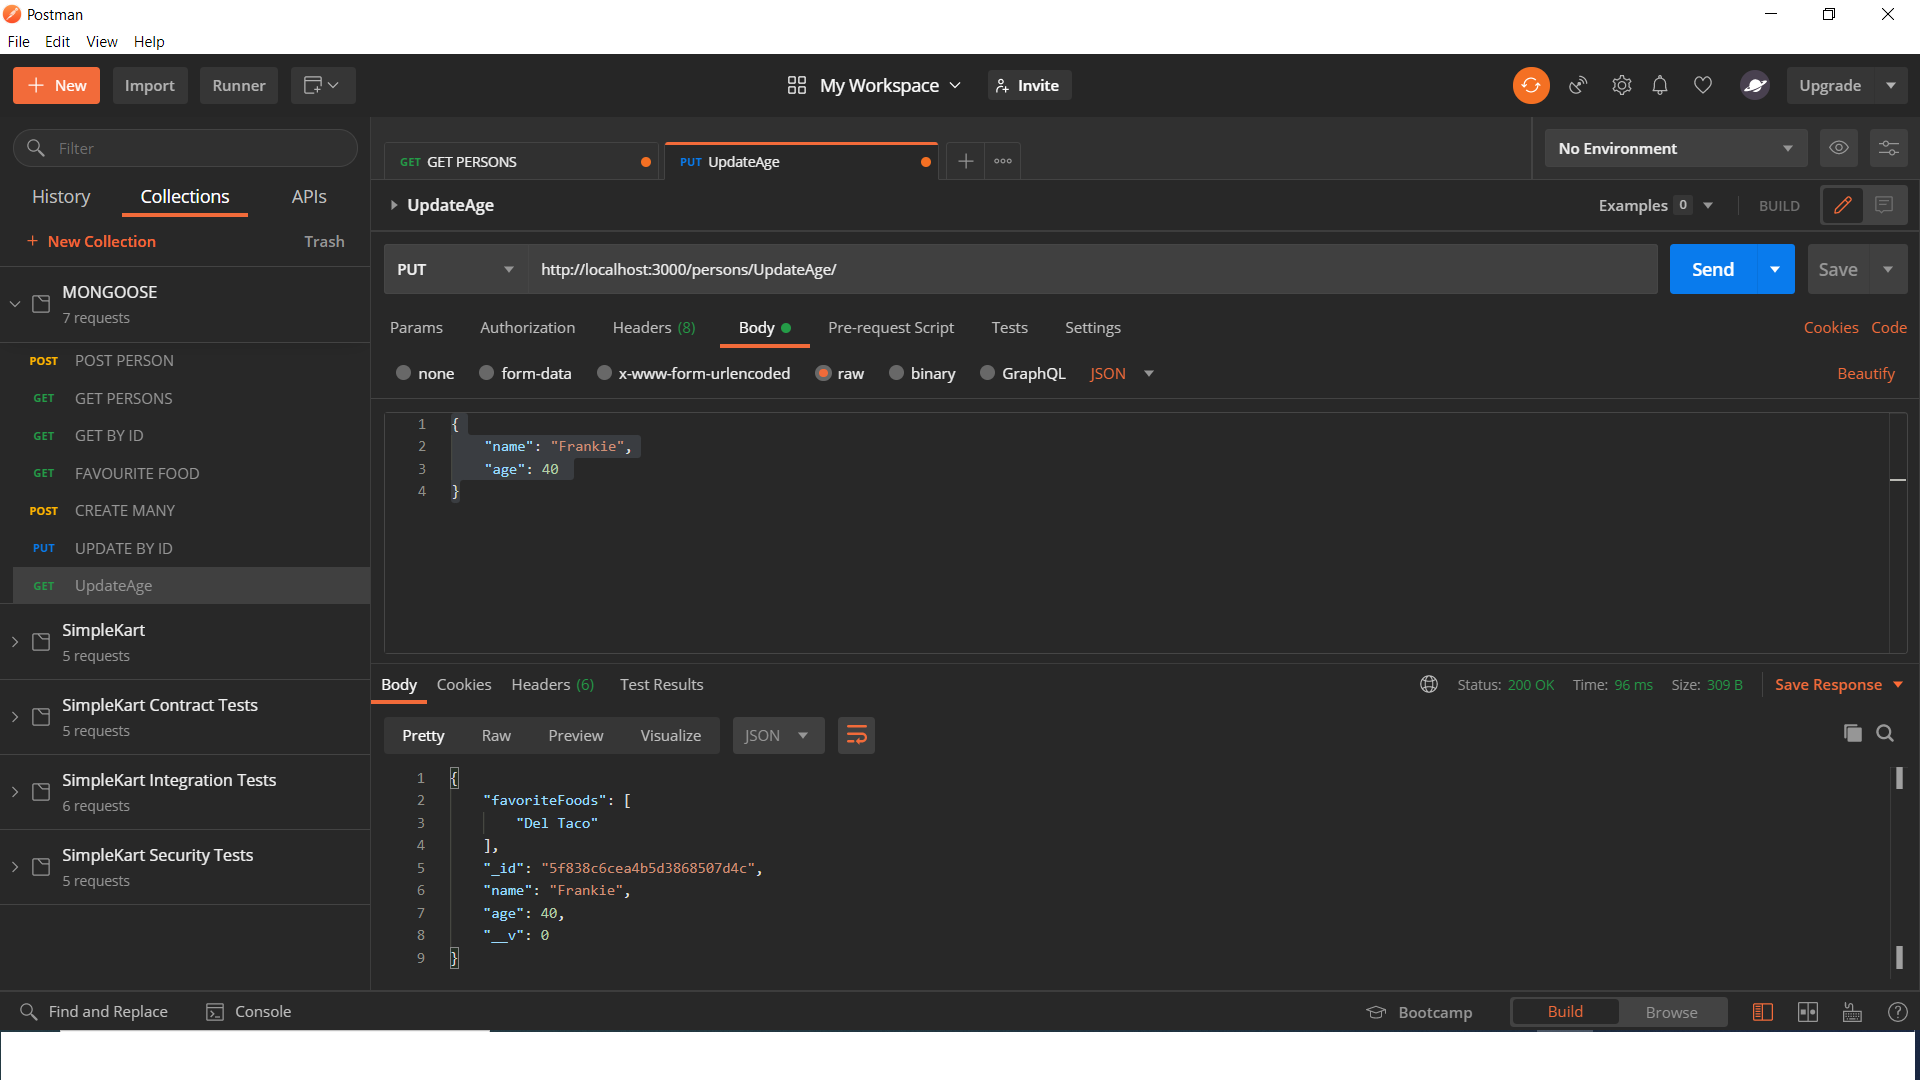 Postman
File Edit View Help
New Import Runner My Workspace Invite Upgrade
Filter
History Collections APIs
New Collection Trash
MONGOOSE
7 requests
POST POST PERSON
GET GET PERSONS
GET GET BY ID
GET FAVOURITE FOOD
POST CREATE MANY
PUT UPDATE BY ID
GET UpdateAge
SimpleKart
5 requests
SimpleKart Contract Tests
5 requests
SimpleKart Integration Tests
6 requests
SimpleKart Security Tests
5 requests
GET GET PERSONS PUT UpdateAge No Environment
UpdateAge Examples 0 BUILD
PUT http://localhost:3000/persons/UpdateAge/ Send Save
Params Authorization Headers (8) Body Pre-request Script Tests Settings Cookies Code
none form-data x-www-form-urlencoded raw binary GraphQL JSON Beautify
1 {
2 "name": "Frankie",
3 "age": 40
4 }
Body Cookies Headers (6) Test Results Status: 200 OK Time: 96 ms Size: 309 B Save Response
Pretty Raw Preview Visualize JSON
1 {
2 "favoriteFoods": [
3 "Del Taco"
4 ],
5 "_id": "5f838c6cea4b5d3868507d4c",
6 "name": "Frankie",
7 "age": 40,
8 "__v": 0
9 }
Find and Replace Console Bootcamp Build Browse